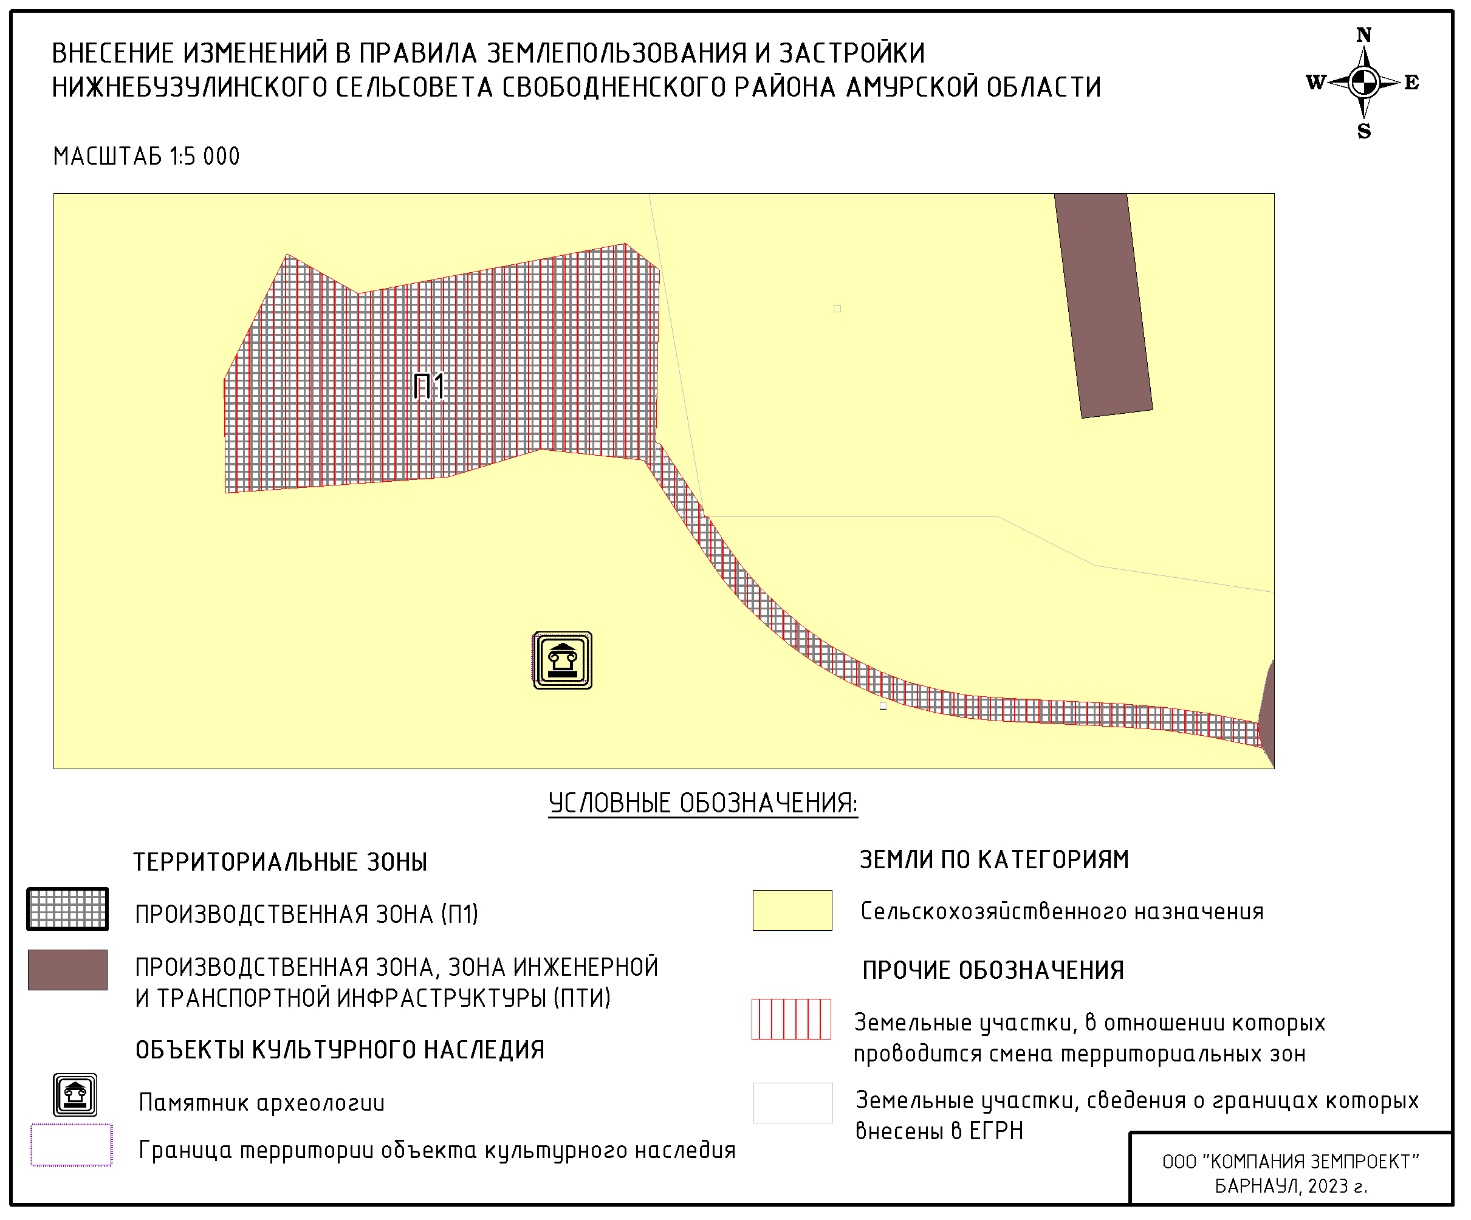 ВНЕСЕНИЕ ИЗМЕНЕНИЙ В ПРАВИЛА ЗЕМЛЕПОЛЬЗОВАНИЯ И ЗАСТРОЙКИ
НИЖНЕБУЗУЛИНСКОГО СЕЛЬСОВЕТА СВОБОДНЕНСКОГО РАЙОНА АМУРСКОЙ ОБЛАСТИ
N
W E
S
МАСШТАБ 1:5 000
П1
УСЛОВНЫЕ ОБОЗНАЧЕНИЯ:
ТЕРРИТОРИАЛЬНЫЕ ЗОНЫ
ПРОИЗВОДСТВЕННАЯ ЗОНА (П1)
ПРОИЗВОДСТВЕННАЯ ЗОНА, ЗОНА ИНЖЕНЕРНОЙ
И ТРАНСПОРТНОЙ ИНФРАСТРУКТУРЫ (ПТИ)
ОБЪЕКТЫ КУЛЬТУРНОГО НАСЛЕДИЯ
Памятник археологии
Граница территории объекта культурного наследия
ЗЕМЛИ ПО КАТЕГОРИЯМ
Сельскохозяйственного назначения
ПРОЧИЕ ОБОЗНАЧЕНИЯ
Земельные участки, в отношении которых
проводится смена территориальных зон
Земельные участки, сведения о границах которых
внесены в ЕГРН
ООО "КОМПАНИЯ ЗЕМПРОЕКТ"
БАРНАУЛ, 2023 г.